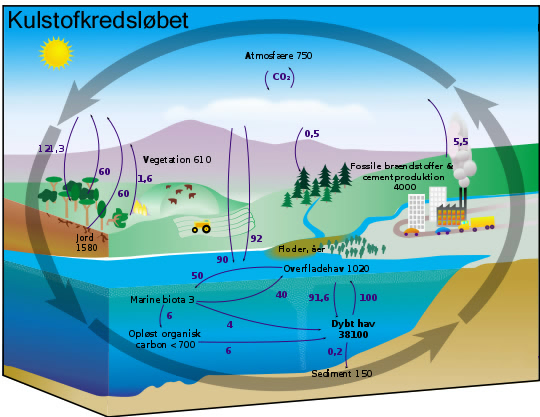 Kulstofkredsløbet
Atmosfære 750
CO₂
121,3
60
60
1,6
0,5
5,5
Vegetation 610
Fossile brændstoffer &
cementproduktion
4000
Jord
1580
90
92
Floder, åer
Overfladehav 1020
50
Marine biota 3
40
91,6
100
6
4
Opløst organisk
carbon <700
6
Dybt hav
38100
0,2
Sediment 150